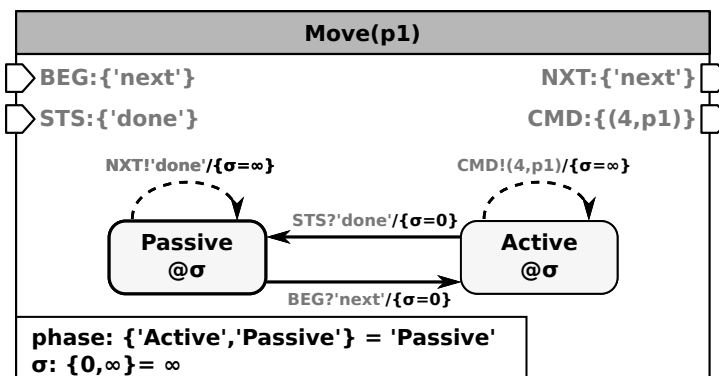 Move(p1)
BEG:{'next'}
NXT:{'next'}
STS:{'done'}
CMD:{(4,p1)}
NXT!'done'/{σ=∞}
CMD!(4,p1)/{σ=∞}
STS?'done'/{σ=0}
Passive
@σ
Active
@σ
BEG?'next'/{σ=0}
phase: {'Active','Passive'} = 'Passive'
σ: {0,∞}= ∞